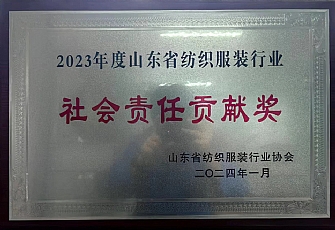 2023年度山东省纺织服装行业
社会责任贡献奖
山东省纺织服装行业协会
二〇二四年一月